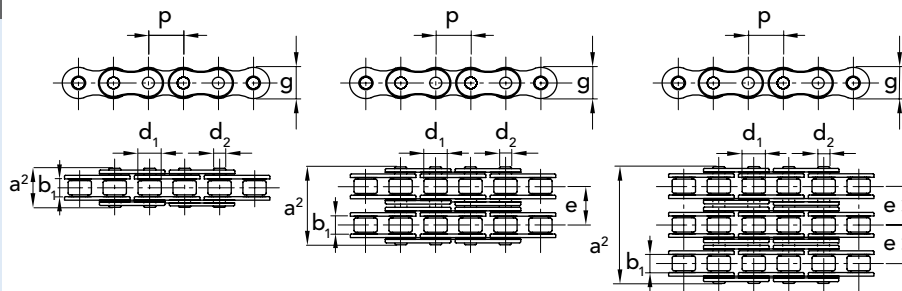 p p p
g g g
d₁ d₂ d₁ d₂ d₁ d₂
a² b₁
a² b₁ e
a² b₁ e e